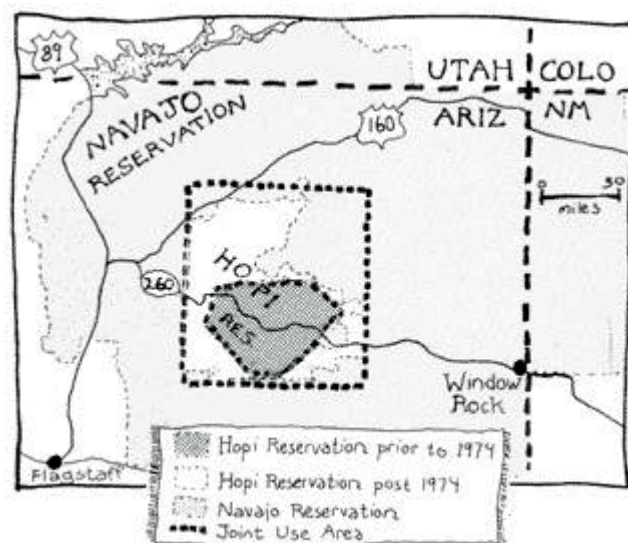 89
UTAH COLO
NAVAJO
RESERVATION
160
ARIZ NM
0 30
miles
HOPI
RES.
260
Window
Rock
Flagstaff
Hopi Reservation prior to 1974
Hopi Reservation post 1974
Navajo Reservation
Joint Use Area